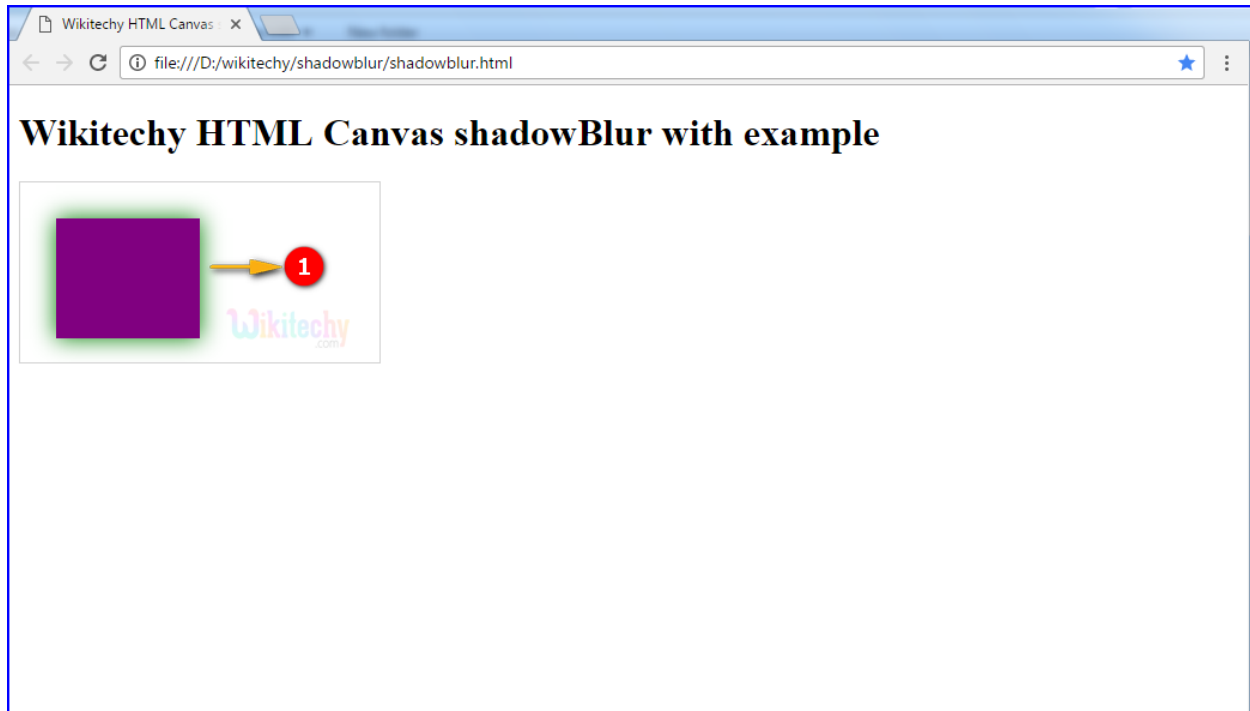 Wikitechy HTML Canvas
file:///D:/wikitechy/shadowblur/shadowblur.html
Wikitechy HTML Canvas shadowBlur with example
1
Wikitechy
.com